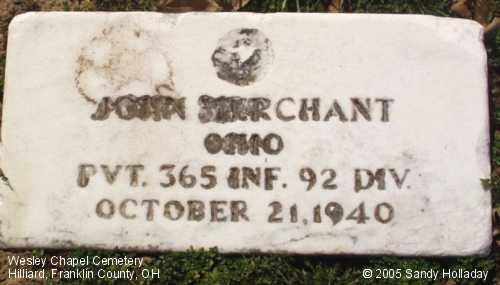 JOHN MERCHANT
OHIO
PVT. 365 INF. 92 DIV.
OCTOBER 21, 1940
Wesley Chapel Cemetery
Hilliard, Franklin County, OH
© 2005 Sandy Holladay